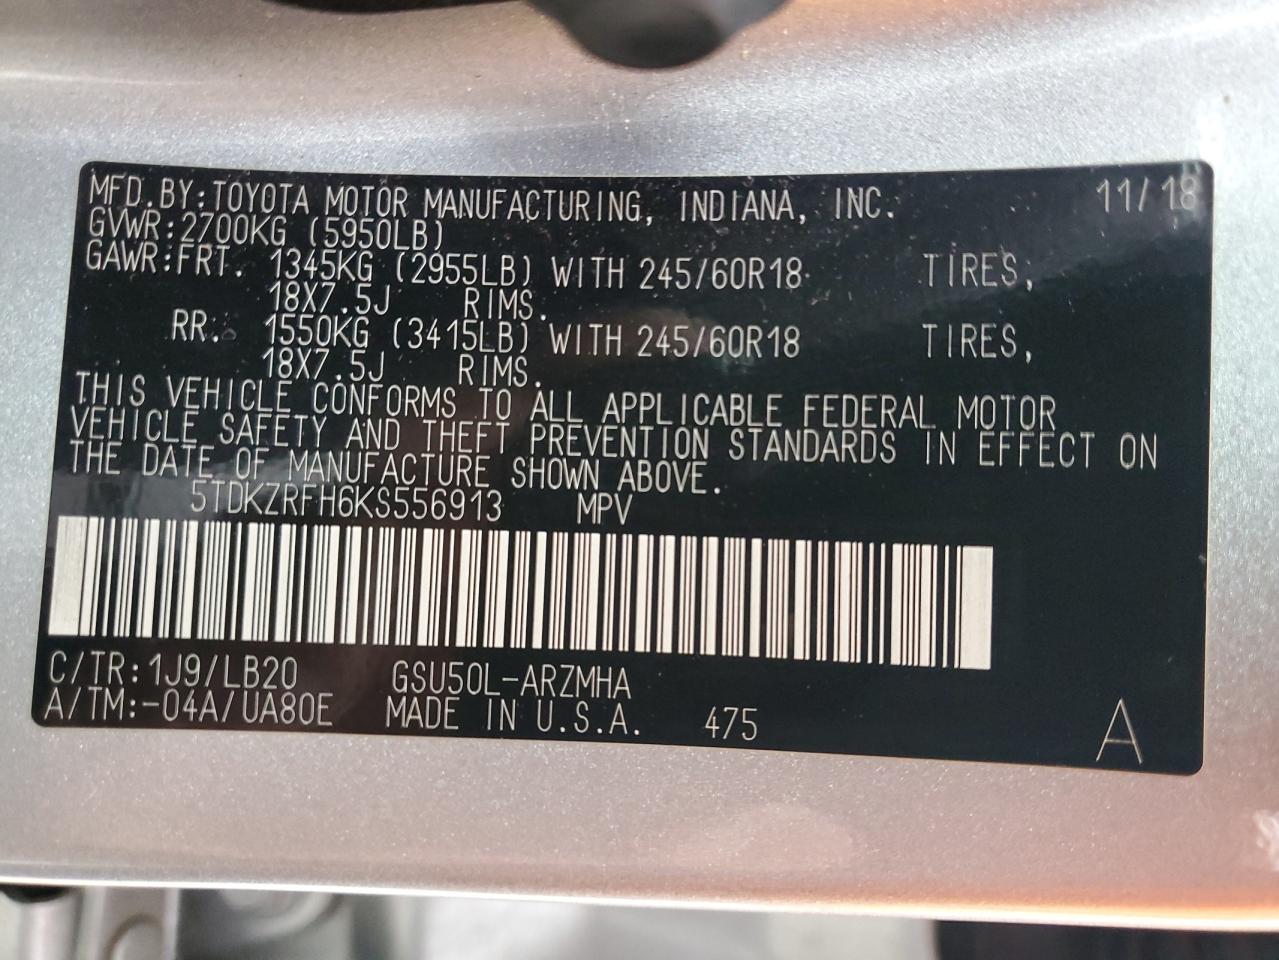 MFD.BY:TOYOTA MOTOR MANUFACTURING, INDIANA, INC. 11/18
GVWR:2700KG (5950LB)
GAWR:FRT. 1345KG (2955LB) WITH 245/60R18 TIRES,
18X7.5J RIMS.
RR: 1550KG (3415LB) WITH 245/60R18 TIRES,
18X7.5J RIMS.
THIS VEHICLE CONFORMS TO ALL APPLICABLE FEDERAL MOTOR
VEHICLE SAFETY AND THEFT PREVENTION STANDARDS IN EFFECT ON
THE DATE OF MANUFACTURE SHOWN ABOVE.
5TDKZRFH6KS556913 MPV
C/TR:1J9/LB20 GSU50L-ARZMHA
A/TM:-04A/UA80E MADE IN U.S.A. 475 A